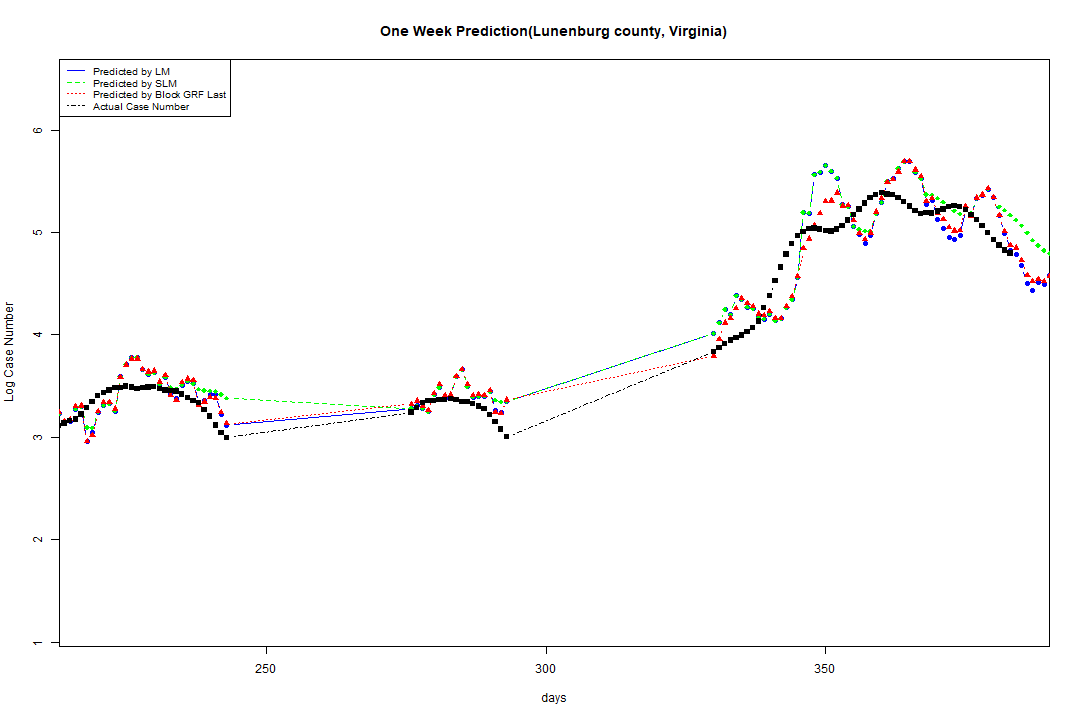 One Week Prediction(Lunenburg county, Virginia)
Predicted by LM
Predicted by SLM
Predicted by Block GRF Last
Actual Case Number
6
5
4
3
2
1
Log Case Number
250
300
350
days